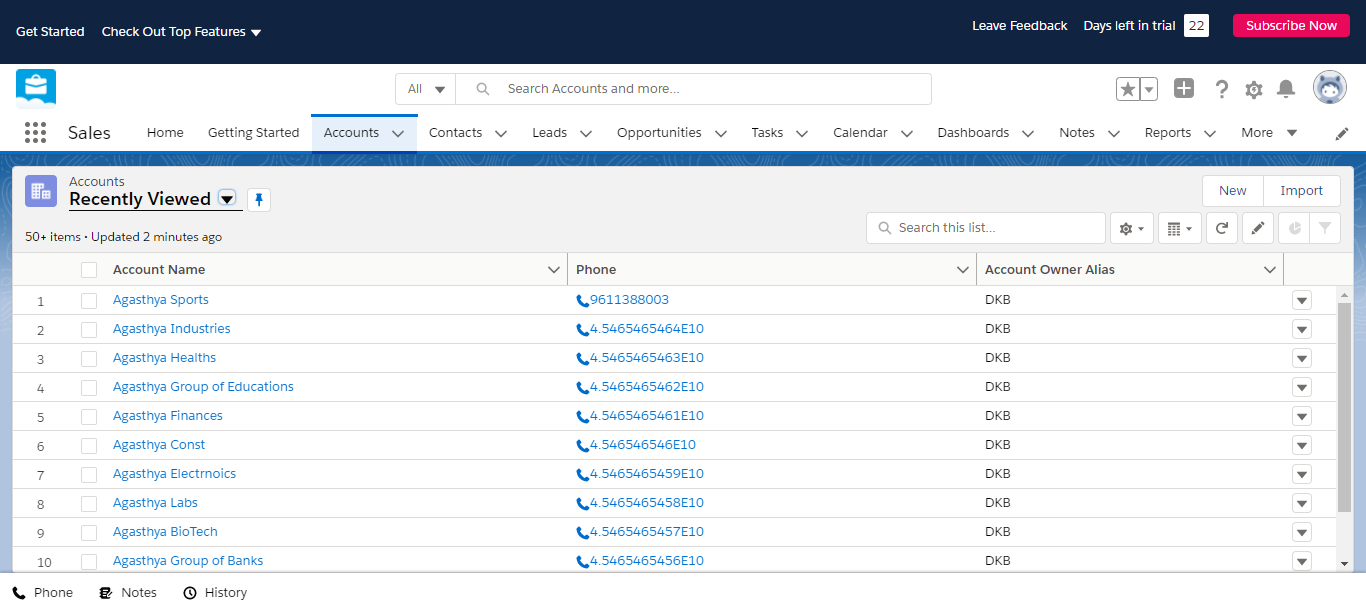 Get Started Check Out Top Features Leave Feedback Days left in trial 22 Subscribe Now
All Search Accounts and more...
Sales Home Getting Started Accounts Contacts Leads Opportunities Tasks Calendar Dashboards Notes Reports More
Accounts
Recently Viewed New Import
50+ items • Updated 2 minutes ago Search this list...
Account Name Phone Account Owner Alias
1 Agasthya Sports 9611388003 DKB
2 Agasthya Industries 4.5465465464E10 DKB
3 Agasthya Healths 4.5465465463E10 DKB
4 Agasthya Group of Educations 4.5465465462E10 DKB
5 Agasthya Finances 4.5465465461E10 DKB
6 Agasthya Const 4.546546546E10 DKB
7 Agasthya Electrnoics 4.5465465459E10 DKB
8 Agasthya Labs 4.5465465458E10 DKB
9 Agasthya BioTech 4.5465465457E10 DKB
10 Agasthya Group of Banks 4.5465465456E10 DKB
Phone Notes History